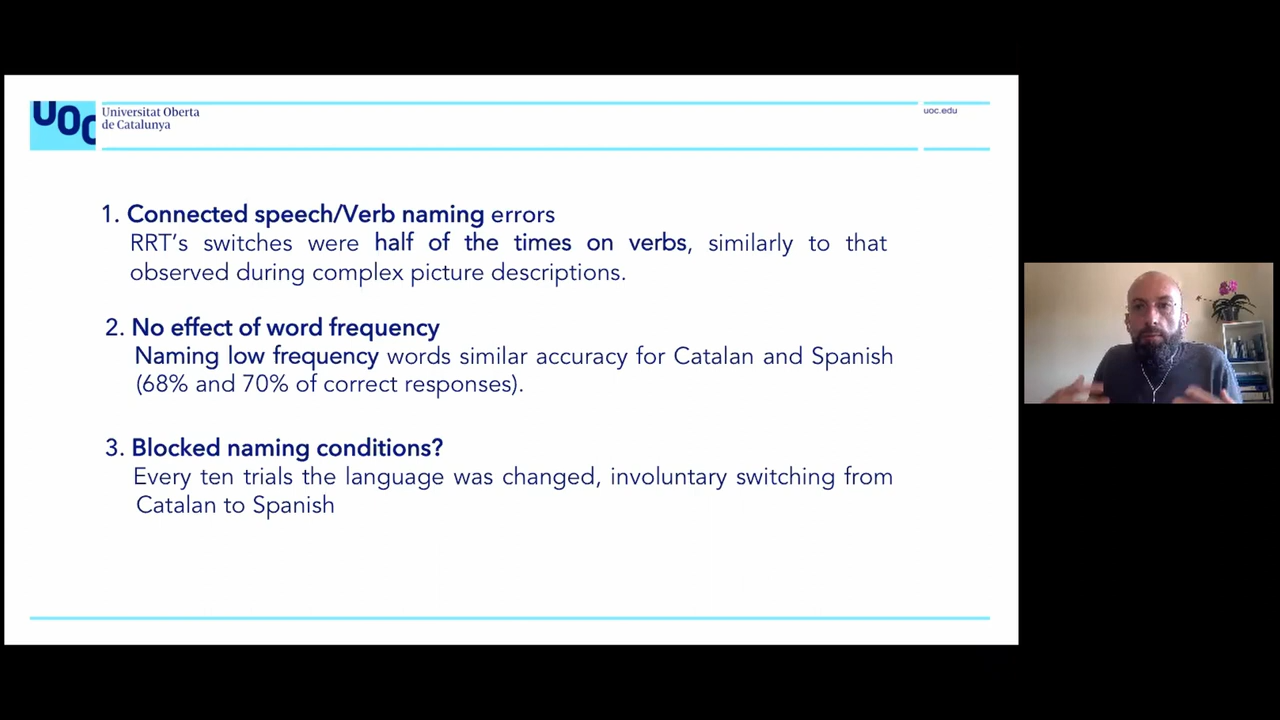 UOC
Universitat Oberta
de Catalunya
uoc.edu
1. Connected speech/Verb naming errors
RRT’s switches were half of the times on verbs, similarly to that
observed during complex picture descriptions.
2. No effect of word frequency
Naming low frequency words similar accuracy for Catalan and Spanish
(68% and 70% of correct responses).
3. Blocked naming conditions?
Every ten trials the language was changed, involuntary switching from
Catalan to Spanish